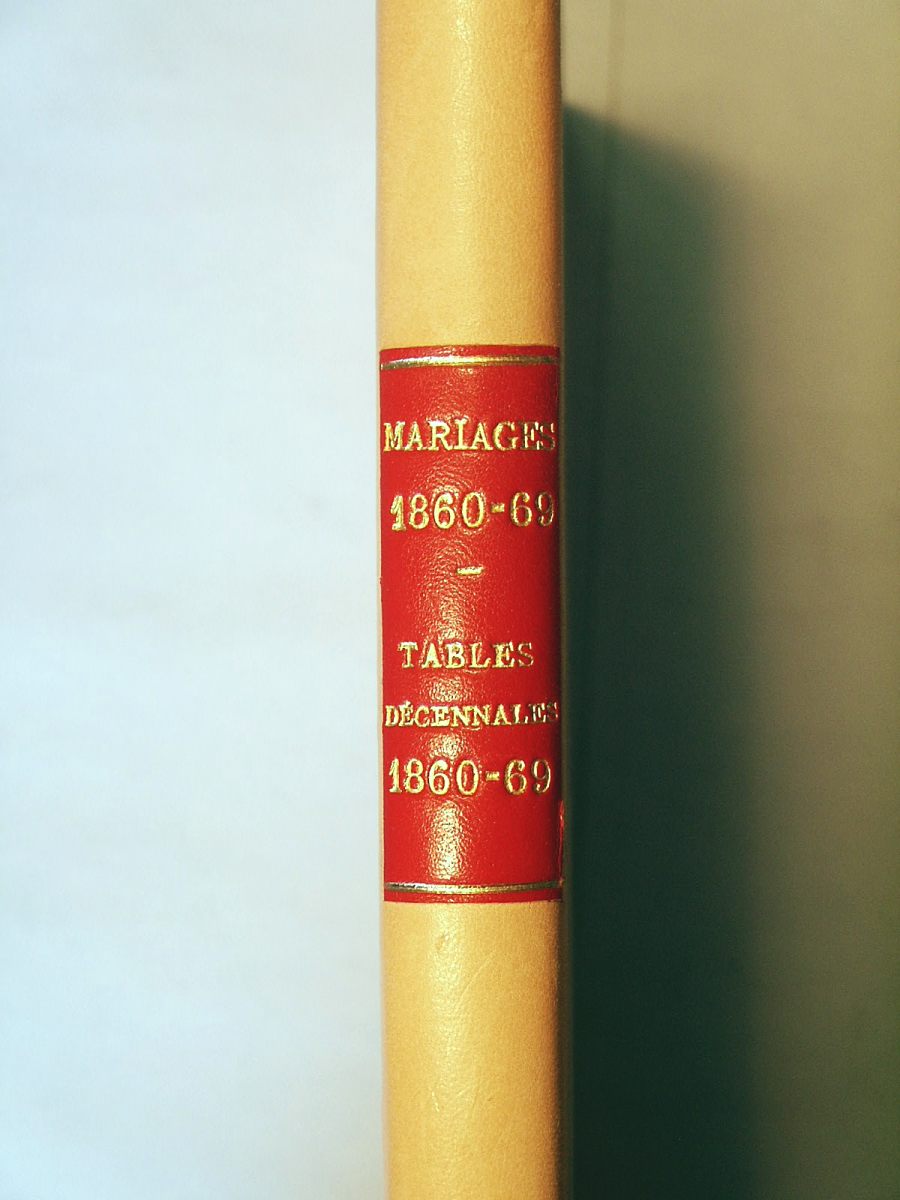 MARIAGES
1860-69
-
TABLES
DÉCENNALES
1860-69